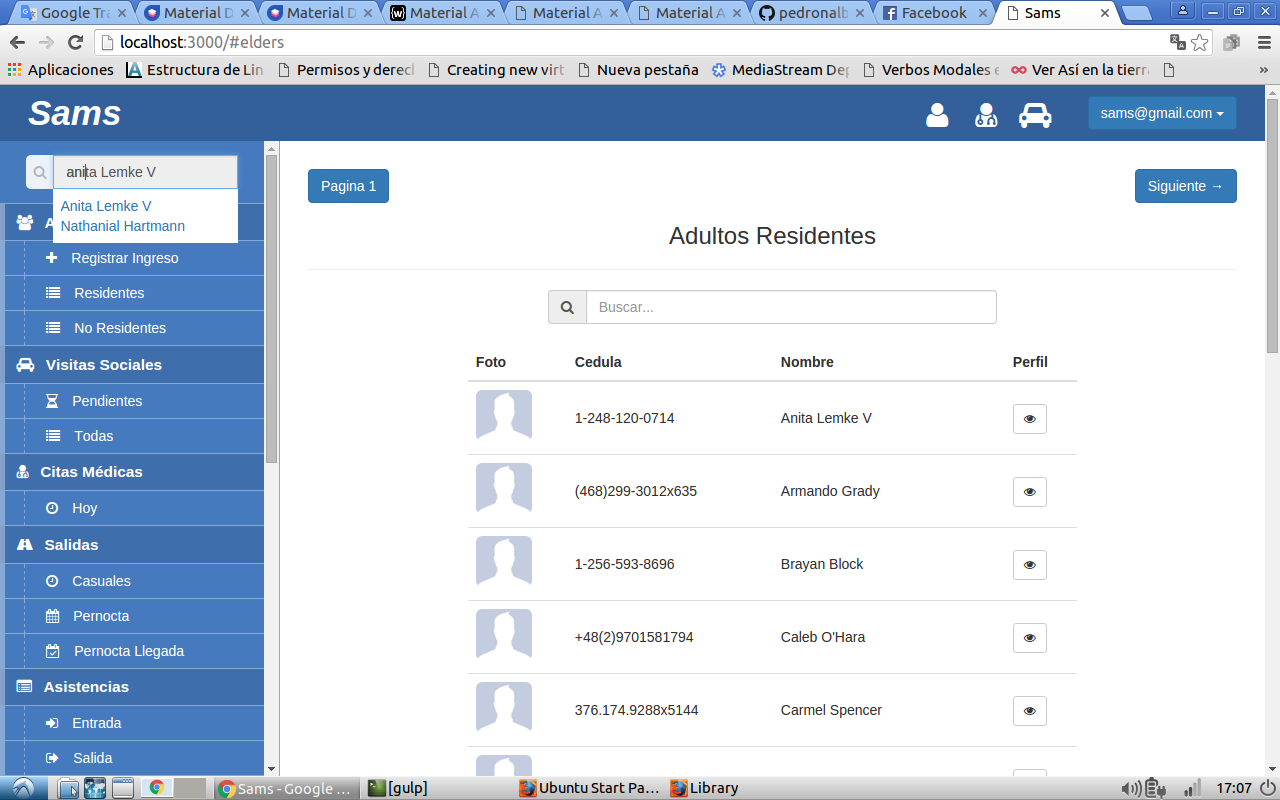 Google Tra
Material D
Material D
Material A
Material A
Material A
pedronalb
Facebook
Sams
localhost:3000/#elders
Aplicaciones
Estructura de Lin
Permisos y derec
Creating new virt
Nueva pestaña
MediaStream Dep
Verbos Modales e
Ver Así en la tierra
»
Sams
sams@gmail.com
anita Lemke V
Anita Lemke V
Nathanial Hartmann
A
Registrar Ingreso
Residentes
No Residentes
Visitas Sociales
Pendientes
Todas
Citas Médicas
Hoy
Salidas
Casuales
Pernocta
Pernocta Llegada
Asistencias
Entrada
Salida
Pagina 1
Siguiente →
Adultos Residentes
Buscar...
Foto Cedula Nombre Perfil
1-248-120-0714 Anita Lemke V
(468)299-3012x635 Armando Grady
1-256-593-8696 Brayan Block
+48(2)9701581794 Caleb O'Hara
376.174.9288x5144 Carmel Spencer
Sams - Google ...
[gulp]
Ubuntu Start Pa...
Library
17:07